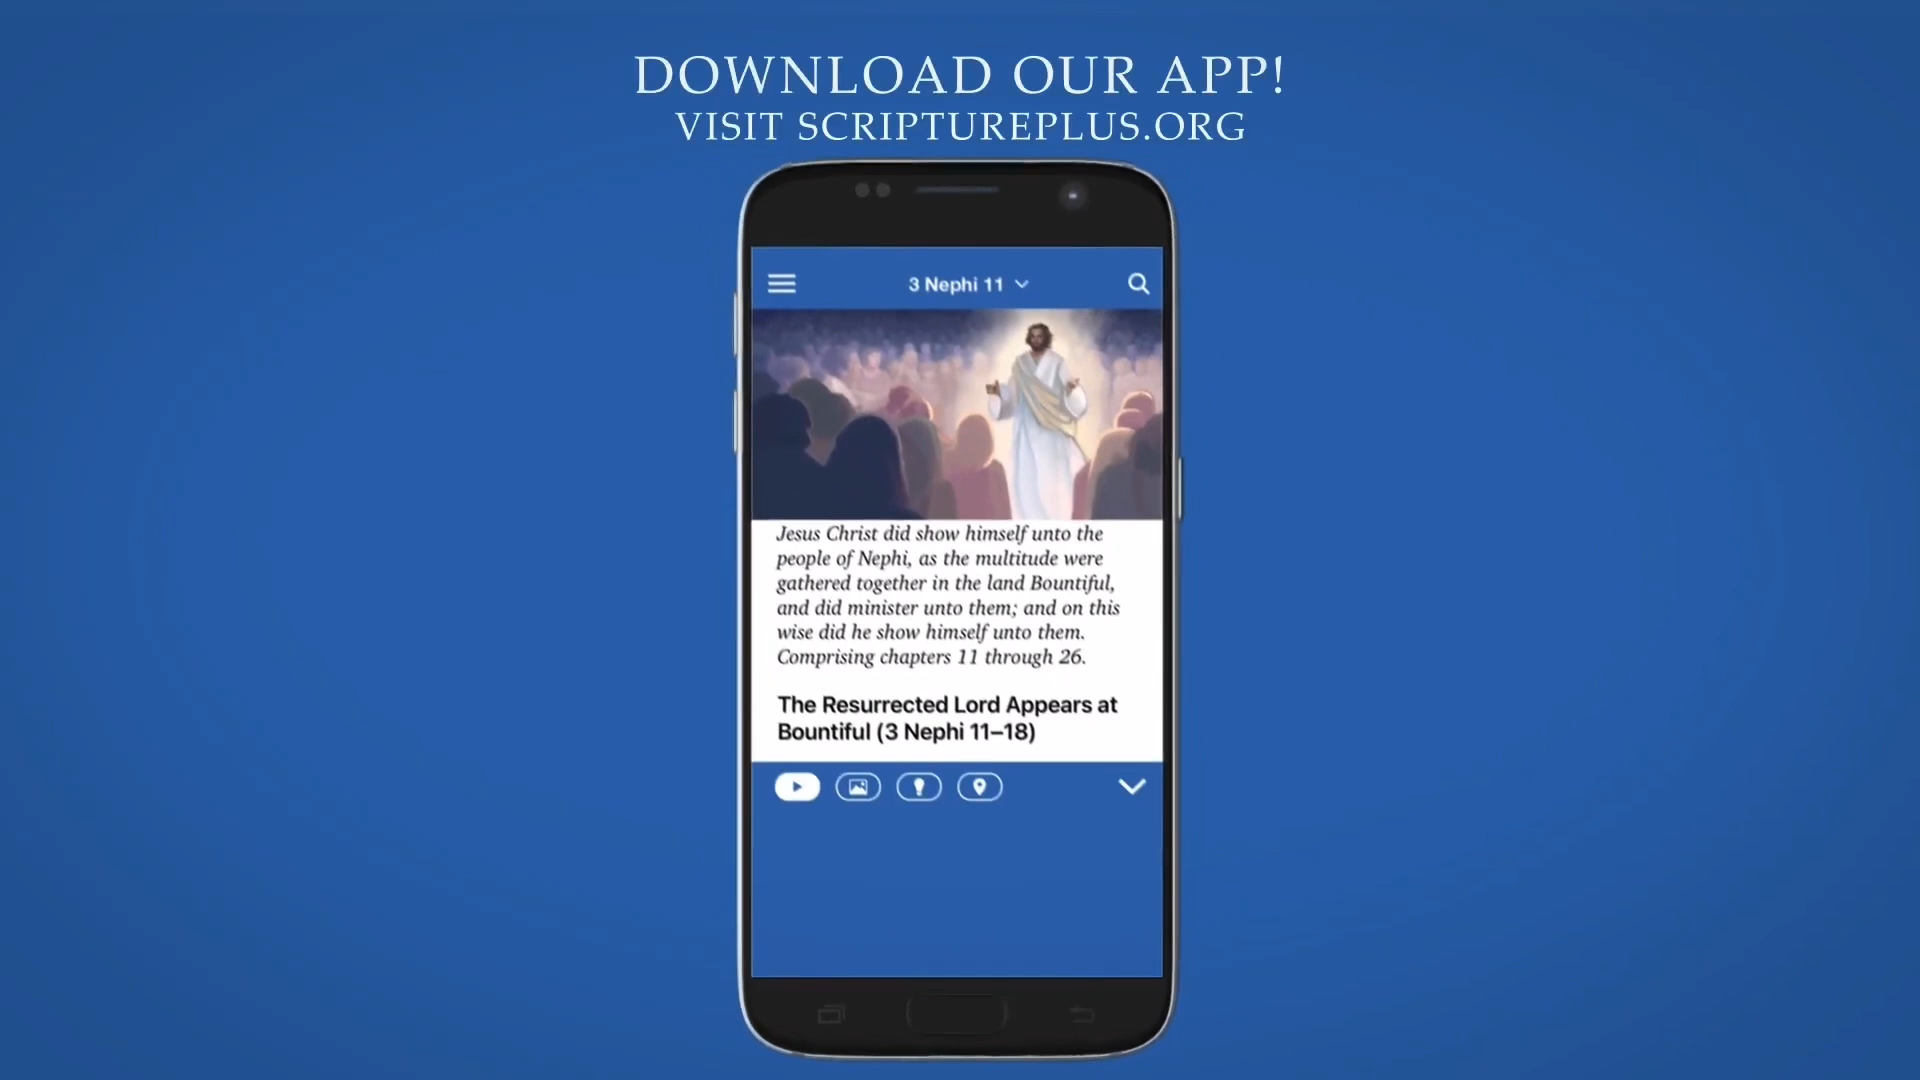 DOWNLOAD OUR APP!
VISIT SCRIPTUREPLUS.ORG
3 Nephi 11
Jesus Christ did show himself unto the
people of Nephi, as the multitude were
gathered together in the land Bountiful,
and did minister unto them; and on this
wise did he show himself unto them.
Comprising chapters 11 through 26.
The Resurrected Lord Appears at
Bountiful (3 Nephi 11–18)